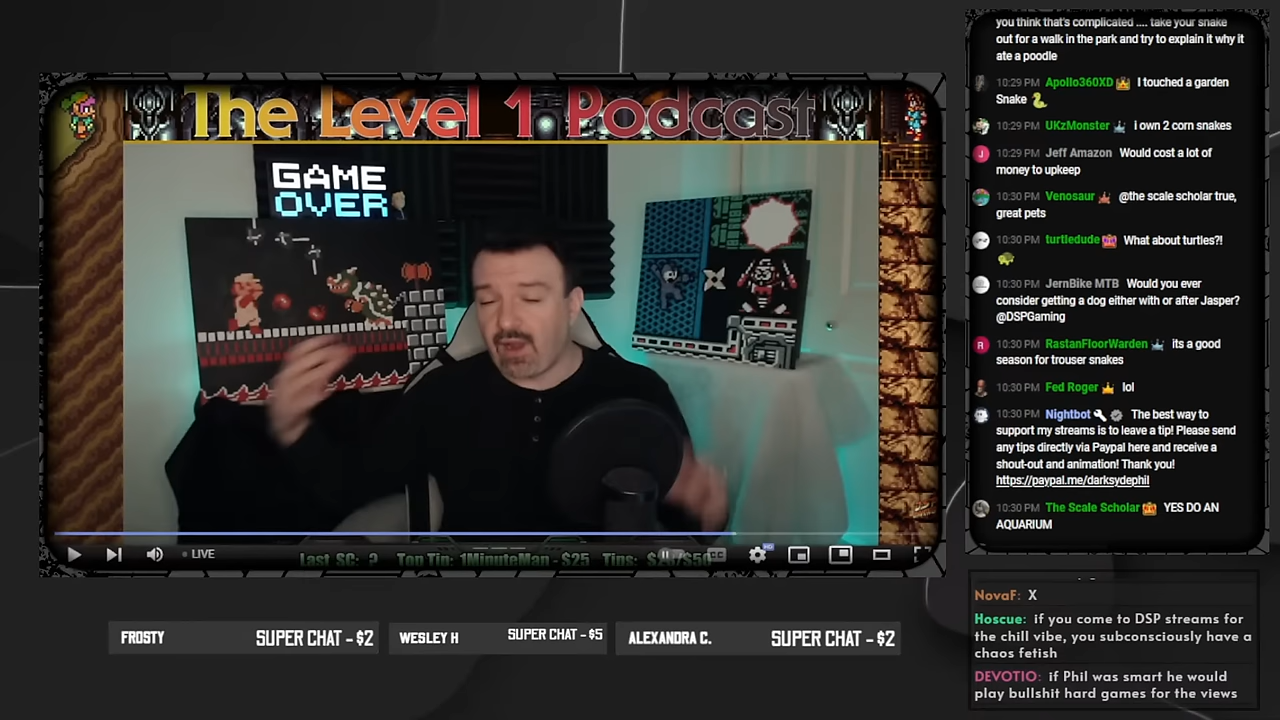 The Level 1 Podcast
GAME
OVER
LIVE
Last SC: ? Top Tip: 1MinuteMan - $25 Tips:
CC
HD
FROSTY SUPER CHAT - $2
WESLEY H SUPER CHAT - $5
ALEXANDRA C. SUPER CHAT - $2
you think that's complicated .... take your snake
out for a walk in the park and try to explain it why it
ate a poodle
10:29 PM Apollo360XD I touched a garden
Snake 🐍
10:29 PM UKzMonster i own 2 corn snakes
J 10:29 PM Jeff Amazon Would cost a lot of
money to upkeep
10:30 PM Venosaur @the scale scholar true,
great pets
10:30 PM turtledude What about turtles?!
🐢
10:30 PM JernBike MTB Would you ever
consider getting a dog either with or after Jasper?
@DSPGaming
R 10:30 PM RastanFloorWarden its a good
season for trouser snakes
10:30 PM Fed Roger lol
10:30 PM Nightbot The best way to
support my streams is to leave a tip! Please send
any tips directly via Paypal here and receive a
shout-out and animation! Thank you!
https://paypal.me/darksydephil
10:30 PM The Scale Scholar YES DO AN
AQUARIUM
NovaF: X
Hoscue: if you come to DSP streams for
the chill vibe, you subconsciously have a
chaos fetish
DEVOTIO: if Phil was smart he would
play bullshit hard games for the views